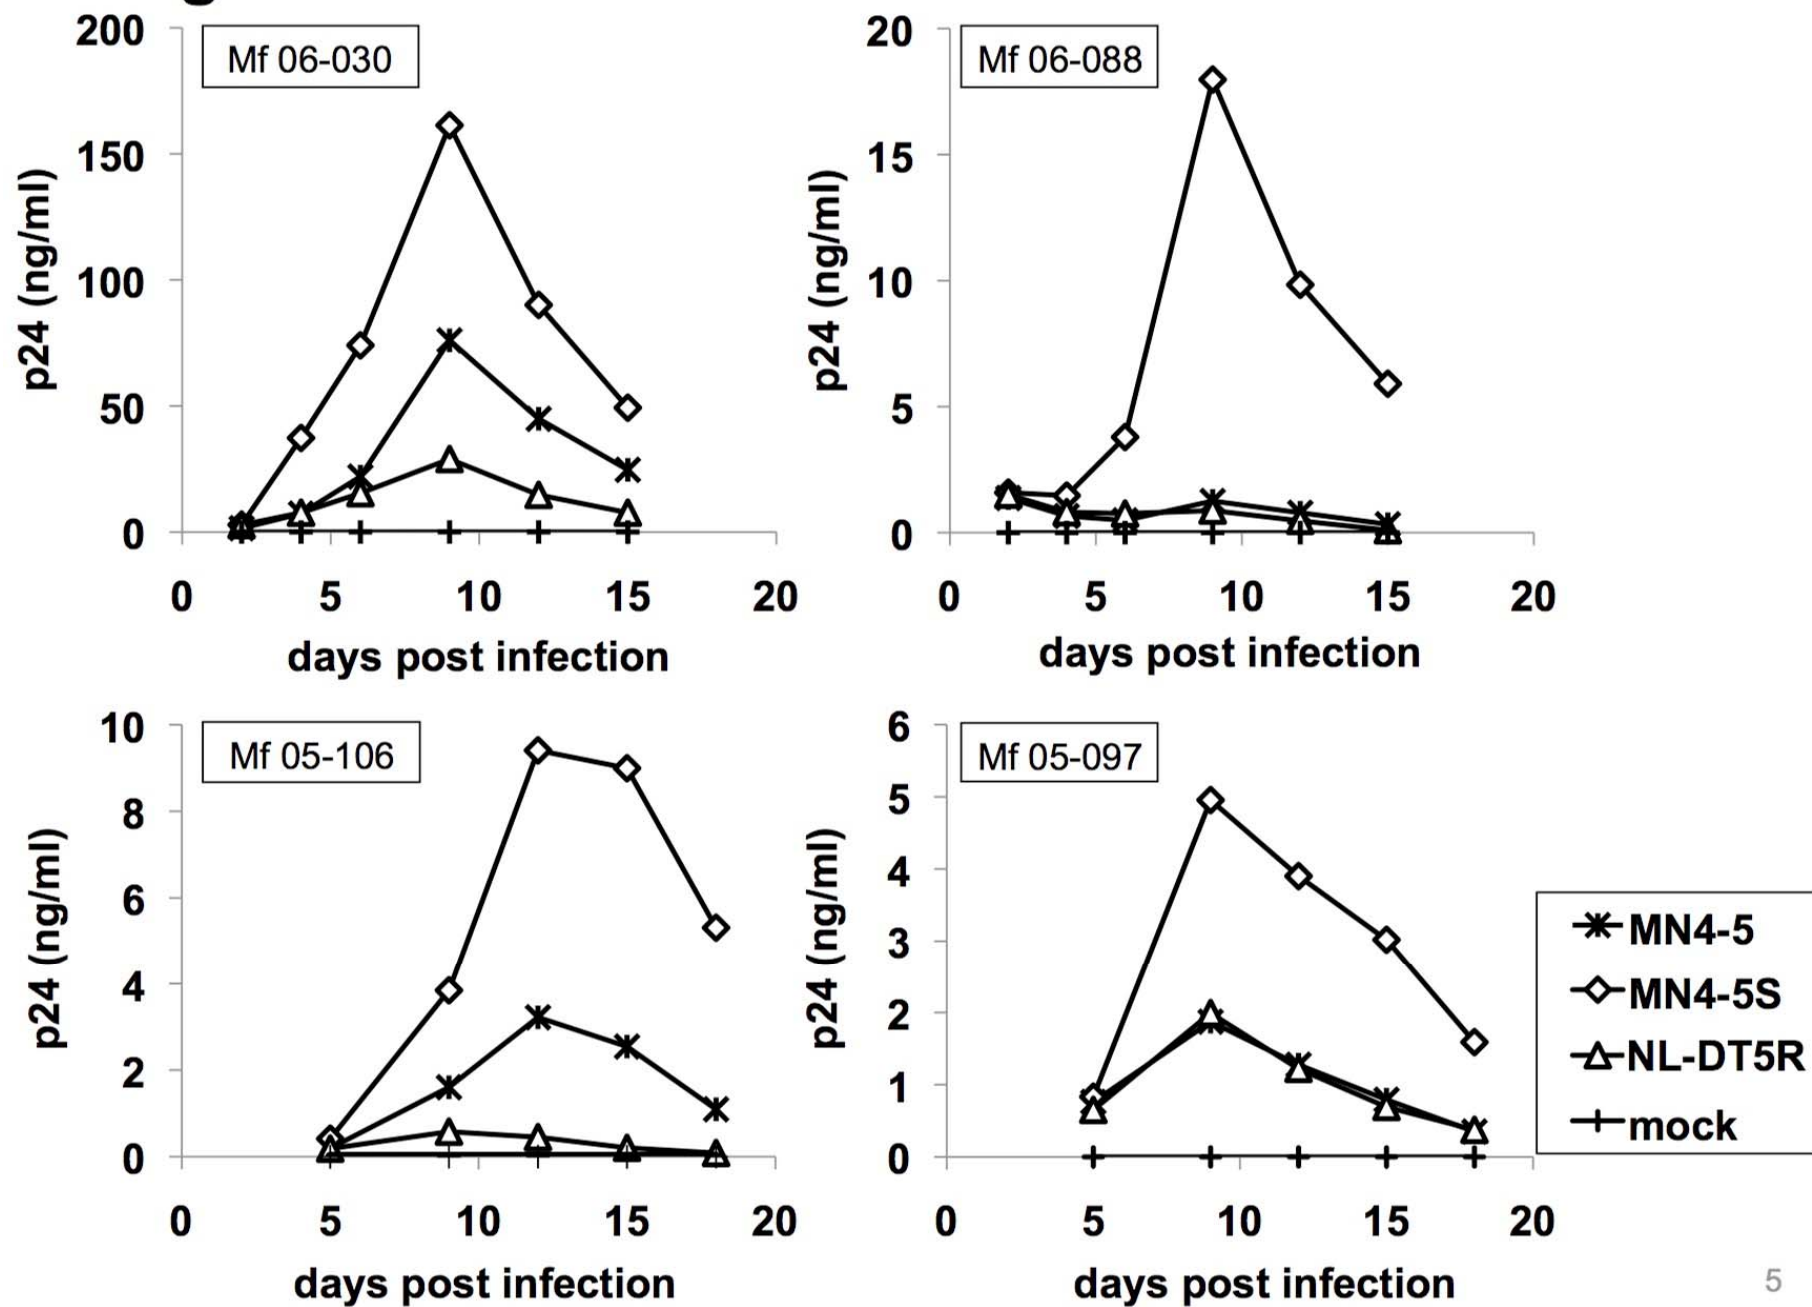 g
Mf 06-030
200
150
100
50
0
p24 (ng/ml)
0 5 10 15 20
days post infection
Mf 06-088
20
15
10
5
0
p24 (ng/ml)
0 5 10 15 20
days post infection
Mf 05-106
10
8
6
4
2
0
p24 (ng/ml)
0 5 10 15 20
days post infection
Mf 05-097
6
5
4
3
2
1
0
p24 (ng/ml)
0 5 10 15 20
days post infection
MN4-5
MN4-5S
NL-DT5R
mock
5